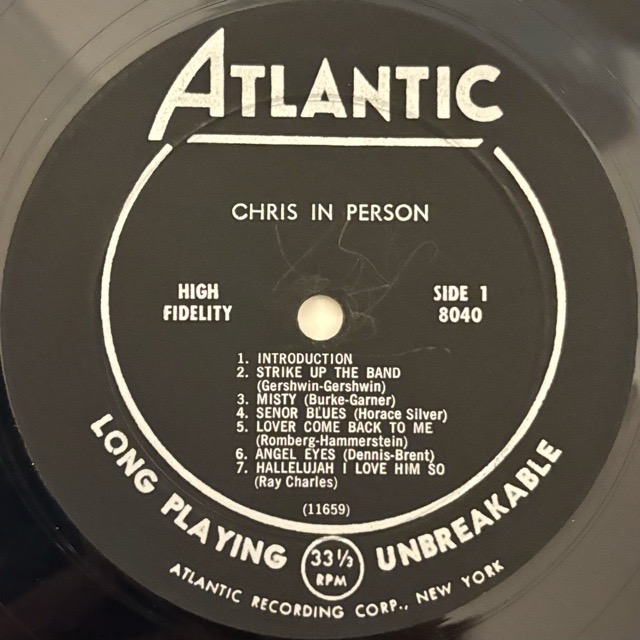 ATLANTIC
CHRIS IN PERSON
HIGH
FIDELITY
SIDE 1
8040
1. INTRODUCTION
2. STRIKE UP THE BAND
(Gershwin-Gershwin)
3. MISTY (Burke-Garner)
4. SENOR BLUES (Horace Silver)
5. LOVER COME BACK TO ME
(Romberg-Hammerstein)
6. ANGEL EYES (Dennis-Brent)
7. HALLELUJAH I LOVE HIM SO
(Ray Charles)
(11659)
LONG PLAYING
33 1/3
RPM
UNBREAKABLE
ATLANTIC RECORDING CORP., NEW YORK